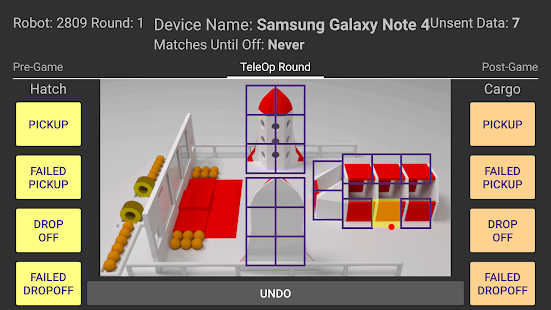 Robot: 2809 Round: 1
Device Name: Samsung Galaxy Note 4
Unsent Data: 7
Matches Until Off: Never
Pre-Game
TeleOp Round
Post-Game
Hatch
Cargo
PICKUP
PICKUP
FAILED
PICKUP
FAILED
PICKUP
DROP
OFF
DROP
OFF
FAILED
DROPOFF
FAILED
DROPOFF
UNDO